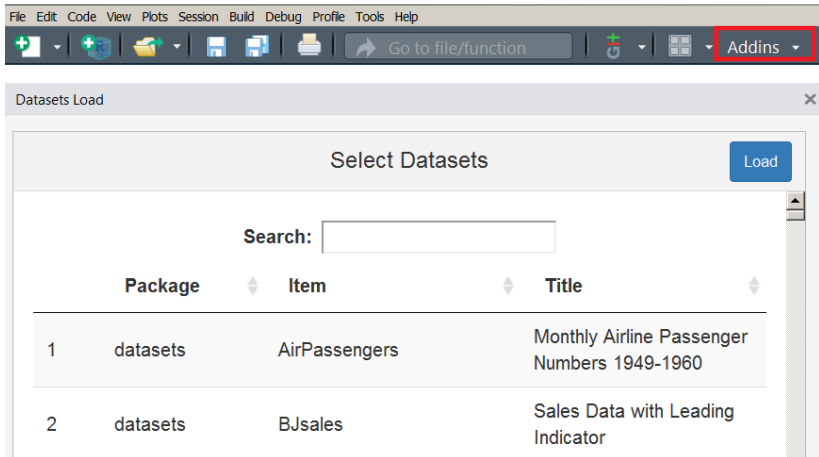 File Edit Code View Plots Session Build Debug Profile Tools Help
Go to file/function Addins
Datasets Load
Select Datasets Load
Search:
Package Item Title
1 datasets AirPassengers Monthly Airline Passenger
Numbers 1949-1960
2 datasets BJsales Sales Data with Leading
Indicator